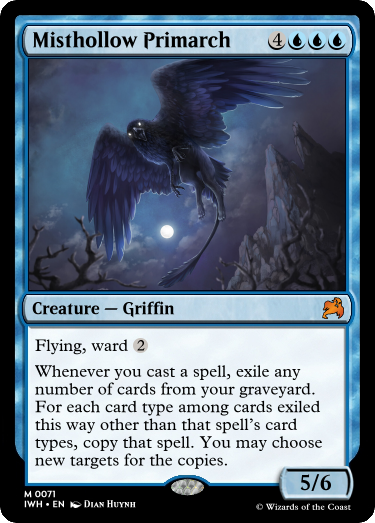 Misthollow Primarch 4
Creature — Griffin
Flying, ward 2
Whenever you cast a spell, exile any
number of cards from your graveyard.
For each card type among cards exiled
this way other than that spell's card
types, copy that spell. You may choose
new targets for the copies.
5/6
M 0071
IWH • EN DIAN HUYNH
© Wizards of the Coast